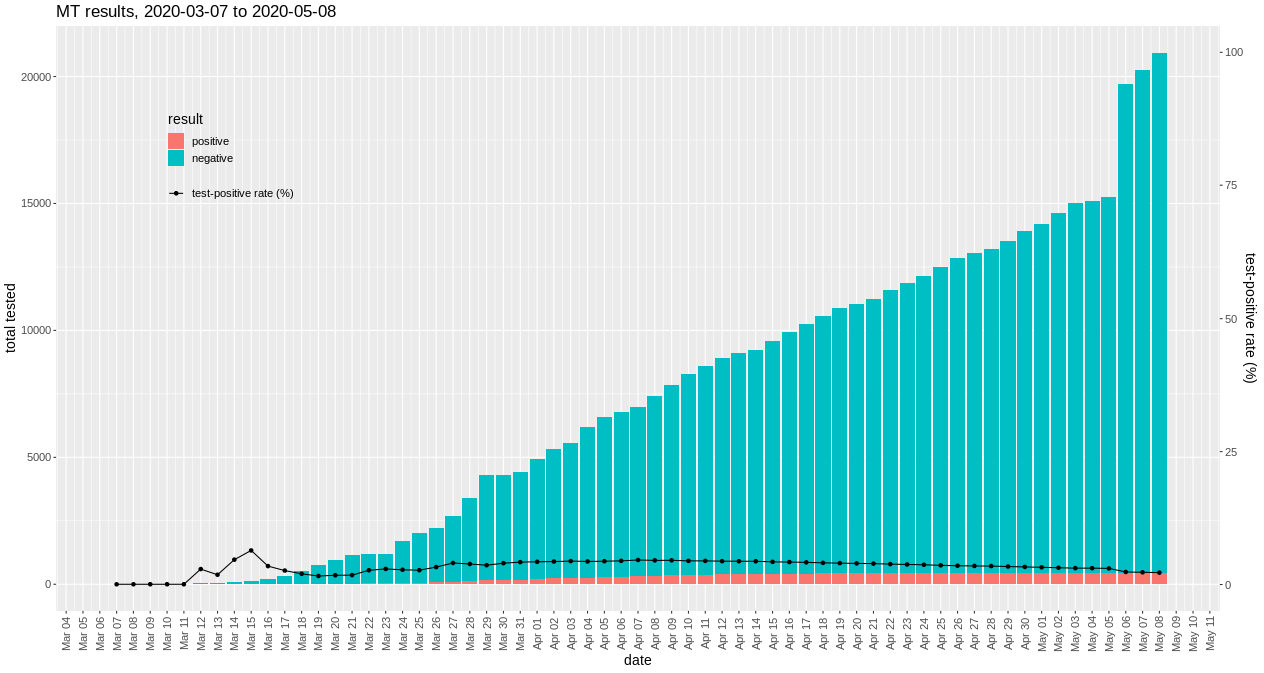 MT results, 2020-03-07 to 2020-05-08
total tested
20000
15000
10000
5000
0
result
positive
negative
test-positive rate (%)
100
75
50
25
0
test-positive rate (%)
Mar 04
Mar 05
Mar 06
Mar 07
Mar 08
Mar 09
Mar 10
Mar 11
Mar 12
Mar 13
Mar 14
Mar 15
Mar 16
Mar 17
Mar 18
Mar 19
Mar 20
Mar 21
Mar 22
Mar 23
Mar 24
Mar 25
Mar 26
Mar 27
Mar 28
Mar 29
Mar 30
Mar 31
Apr 01
Apr 02
Apr 03
Apr 04
Apr 05
Apr 06
Apr 07
Apr 08
Apr 09
Apr 10
Apr 11
Apr 12
Apr 13
Apr 14
Apr 15
Apr 16
Apr 17
Apr 18
Apr 19
Apr 20
Apr 21
Apr 22
Apr 23
Apr 24
Apr 25
Apr 26
Apr 27
Apr 28
Apr 29
Apr 30
May 01
May 02
May 03
May 04
May 05
May 06
May 07
May 08
May 09
May 10
May 11
date